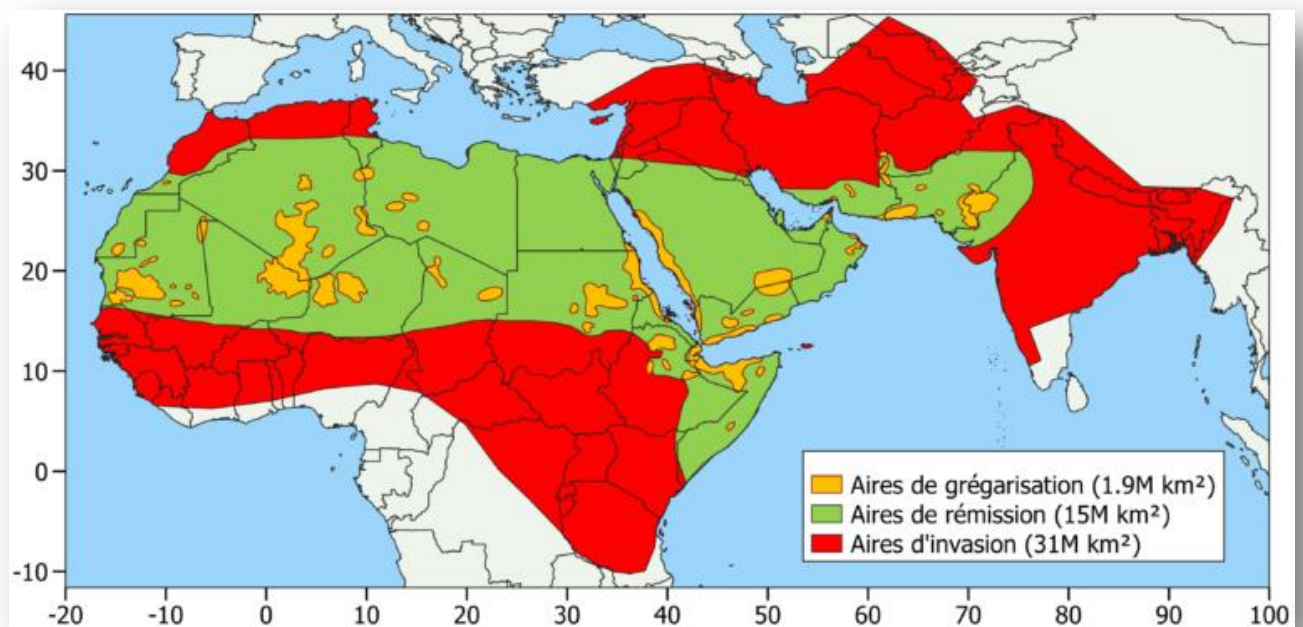 40
30
20
10
0
-10
-20 -10 0 10 20 30 40 50 60 70 80 90 100
Aires de grégarisation (1.9M km²)
Aires de rémission (15M km²)
Aires d'invasion (31M km²)